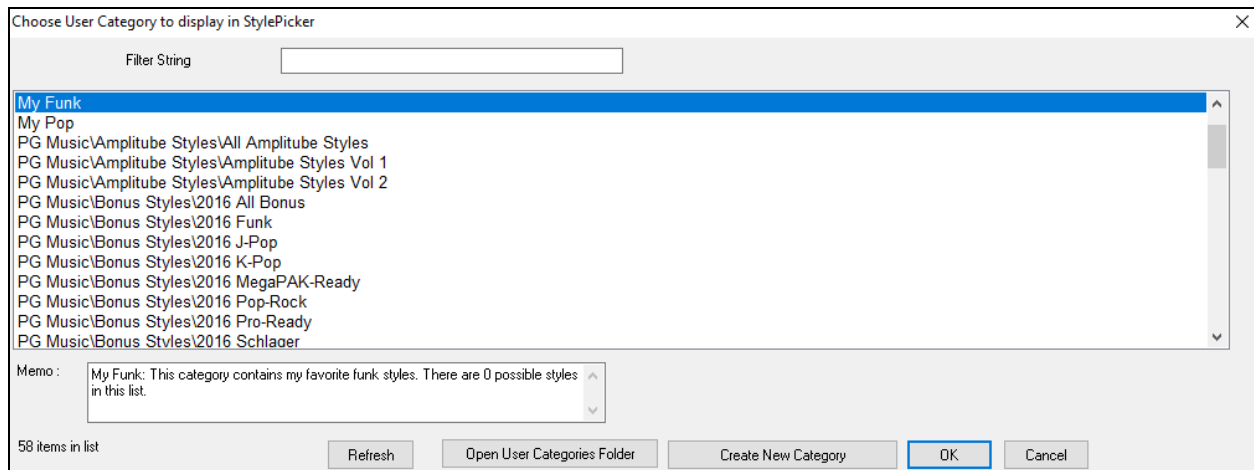 Choose User Category to display in StylePicker
Filter String
My Funk
My Pop
PG Music\Amplitube Styles\All Amplitube Styles
PG Music\Amplitube Styles\Amplitube Styles Vol 1
PG Music\Amplitube Styles\Amplitube Styles Vol 2
PG Music\Bonus Styles\2016 All Bonus
PG Music\Bonus Styles\2016 Funk
PG Music\Bonus Styles\2016 J-Pop
PG Music\Bonus Styles\2016 K-Pop
PG Music\Bonus Styles\2016 MegaPAK-Ready
PG Music\Bonus Styles\2016 Pop-Rock
PG Music\Bonus Styles\2016 Pro-Ready
PG Music\Bonus Styles\2016 Schlager
Memo :
My Funk: This category contains my favorite funk styles. There are 0 possible styles
in this list.
58 items in list
Refresh
Open User Categories Folder
Create New Category
OK
Cancel